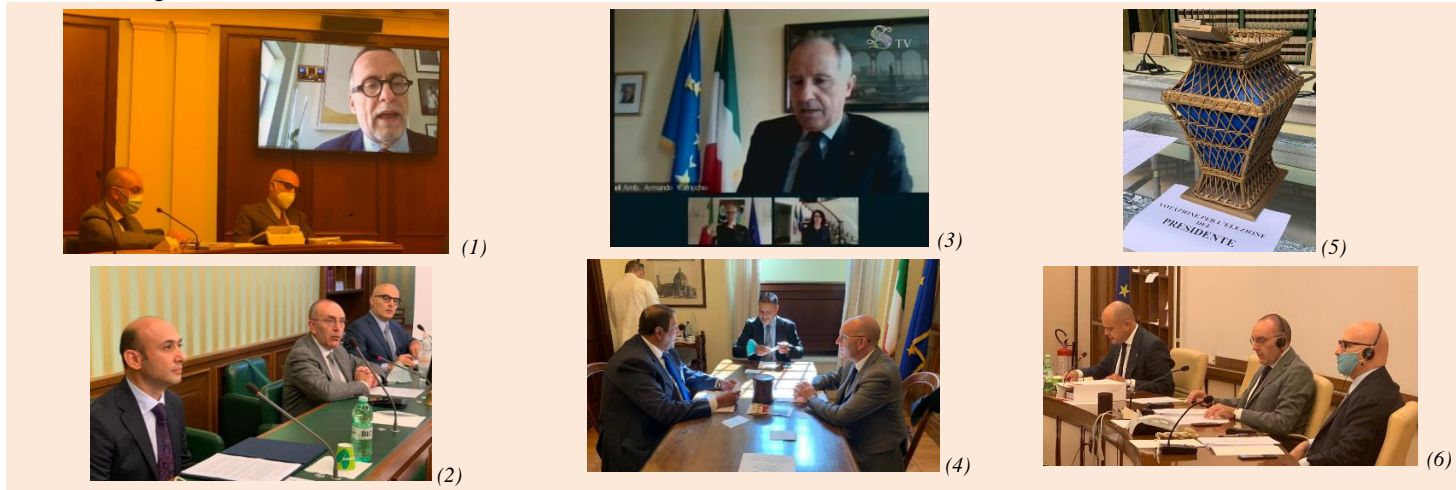 (1)
S TV
Amb. Armando Varricchio
(3)
VOTAZIONE PER L'ELEZIONE
DEL
PRESIDENTE
(5)
(2)
(4)
(6)